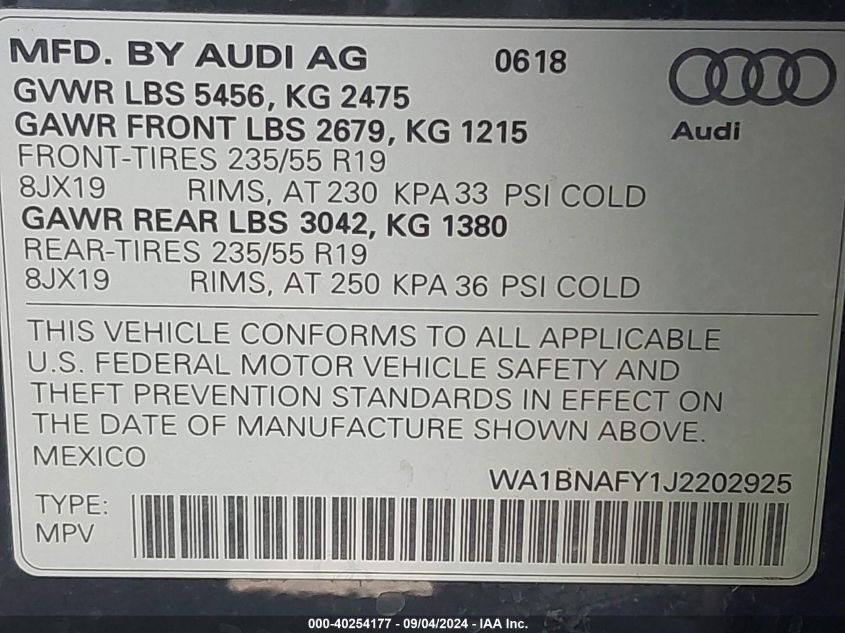 MFD. BY AUDI AG 0618
GVWR LBS 5456, KG 2475
GAWR FRONT LBS 2679, KG 1215
Audi
FRONT-TIRES 235/55 R19
8JX19 RIMS, AT 230 KPA 33 PSI COLD
GAWR REAR LBS 3042, KG 1380
REAR-TIRES 235/55 R19
8JX19 RIMS, AT 250 KPA 36 PSI COLD
THIS VEHICLE CONFORMS TO ALL APPLICABLE
U.S. FEDERAL MOTOR VEHICLE SAFETY AND
THEFT PREVENTION STANDARDS IN EFFECT ON
THE DATE OF MANUFACTURE SHOWN ABOVE.
MEXICO
WA1BNAFY1J2202925
TYPE:
MPV
000-40254177 - 09/04/2024 - IAA Inc.